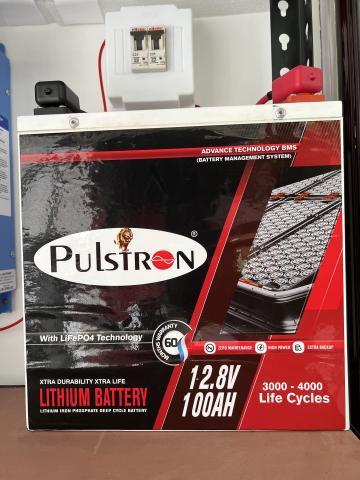 ADVANCE TECHNOLOGY BMS
(BATTERY MANAGEMENT SYSTEM)
PULSTRON®
With LiFePO4 Technology
60
WARRANTY
ZERO MAINTENANCE
HIGH POWER
EXTRA BACKUP
XTRA DURABILITY XTRA LIFE
LITHIUM BATTERY
LITHIUM IRON PHOSPHATE DEEP CYCLE BATTERY
12.8V
100AH
3000 - 4000
Life Cycles